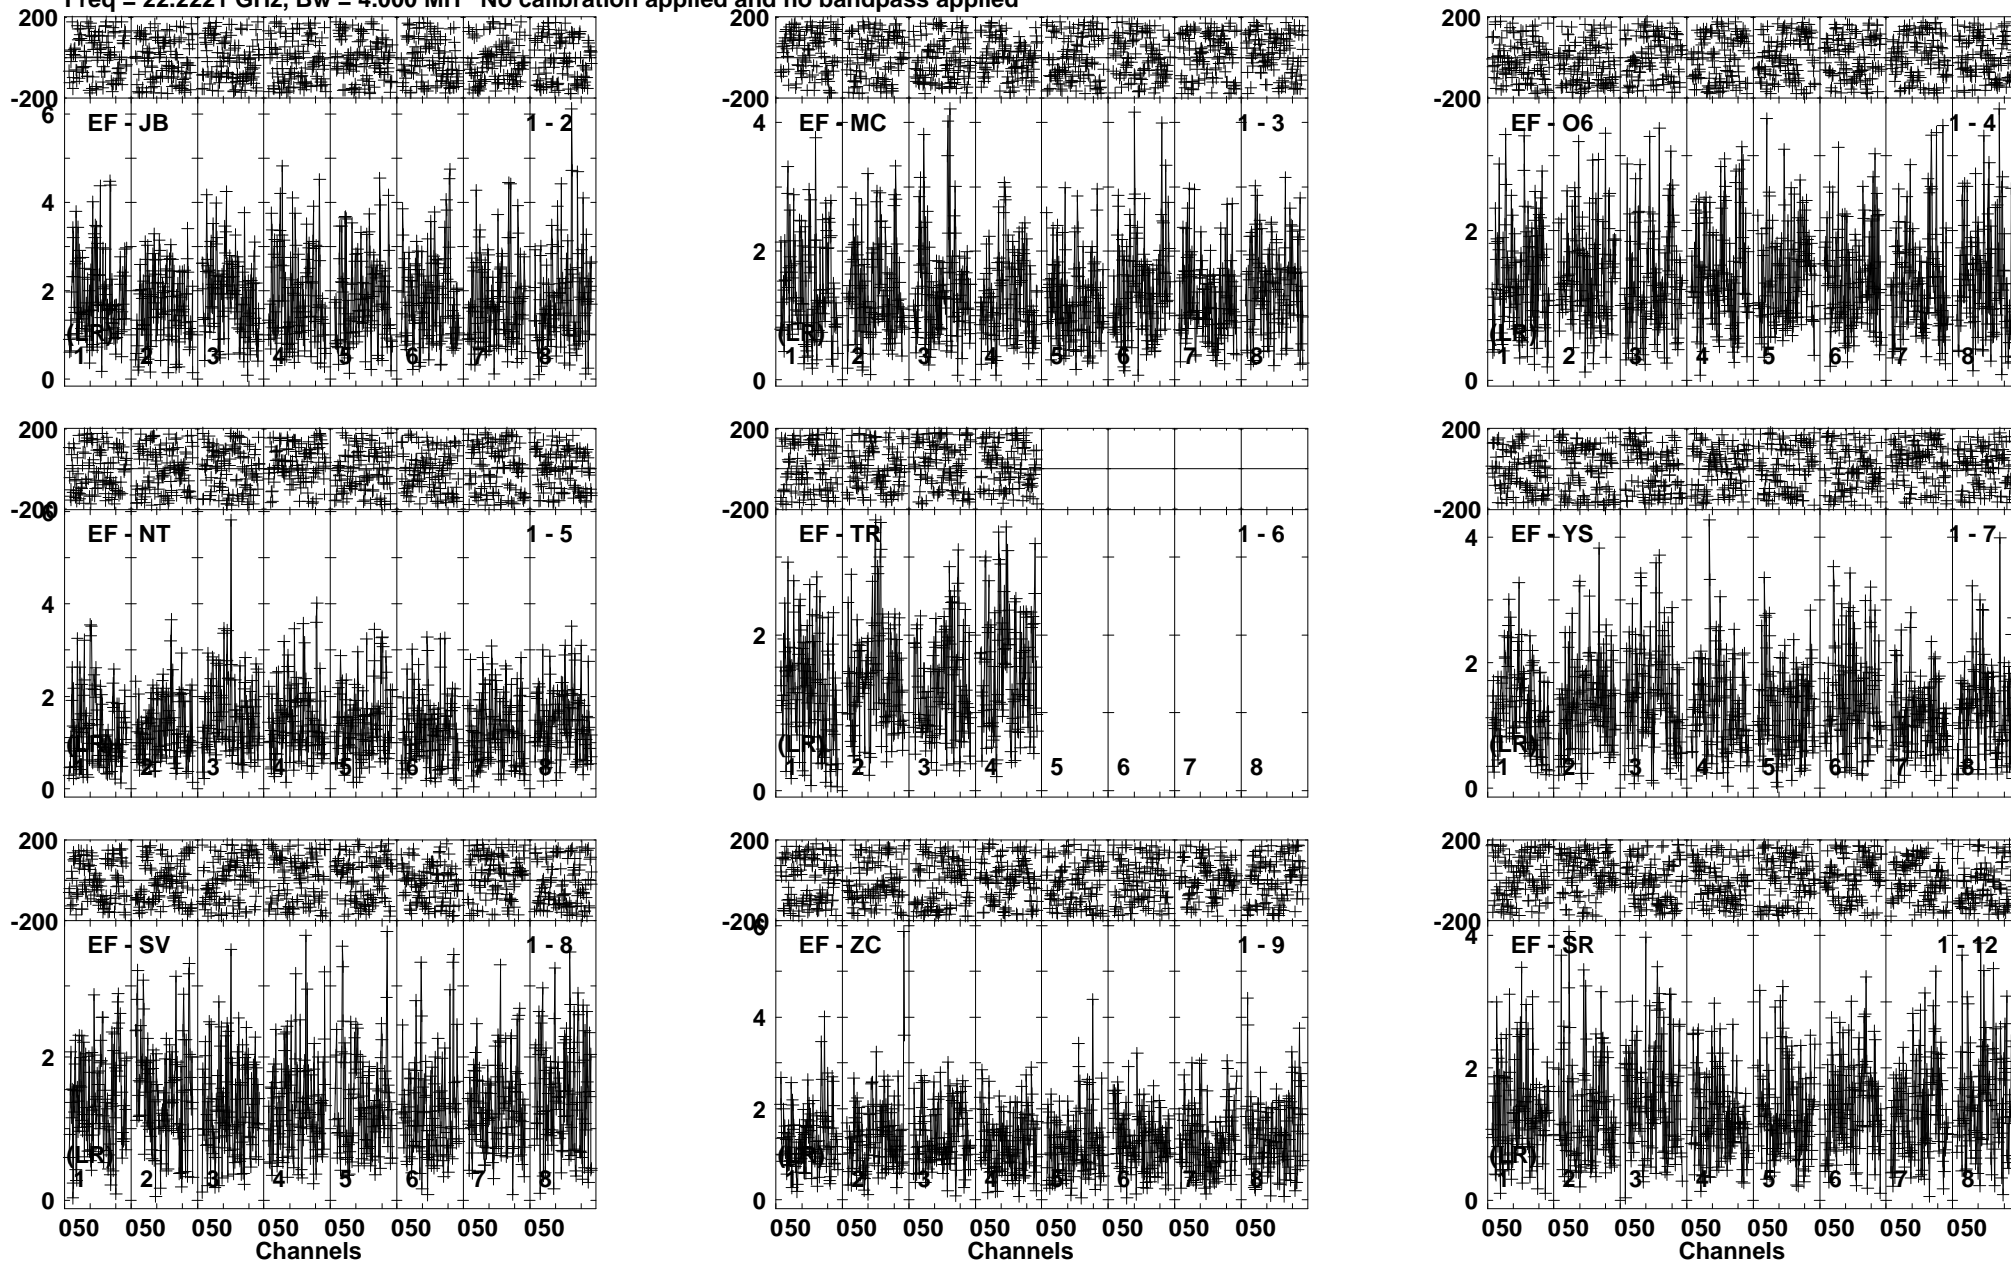 Freq = 22.2221 GHz, Bw = 4.000 MH No calibration applied and no bandpass applied
200 200 200
-200 -200 -200
EF - JB 1 - 2 EF - MC 1 - 3 EF - O6 1 - 4
6 4 2 0
4 2 0
2 0
(LR) (LR) (LR)
1 2 3 4 5 6 7 8 1 2 3 4 5 6 7 8 1 2 3 4 5 6 7 8
200 200 200
-200 -200 -200
EF - NT 1 - 5 EF - TR 1 - 6 EF - YS 1 - 7
6 4 2 0
2 0
4 2 0
(LR) (LR) (LR)
1 2 3 4 5 6 7 8 1 2 3 4 5 6 7 8 1 2 3 4 5 6 7 8
200 200 200
-200 -200 -200
EF - SV 1 - 8 EF - ZC 1 - 9 EF - SR 1 - 12
2 0
6 4 2 0
4 2 0
(LR) (LR) (LR)
1 2 3 4 5 6 7 8 1 2 3 4 5 6 7 8 1 2 3 4 5 6 7 8
050 050 050 050 050 050 050 050 050 050 050 050 050 050 050 050 050 050 050 050 050 050 050 050
Channels Channels Channels